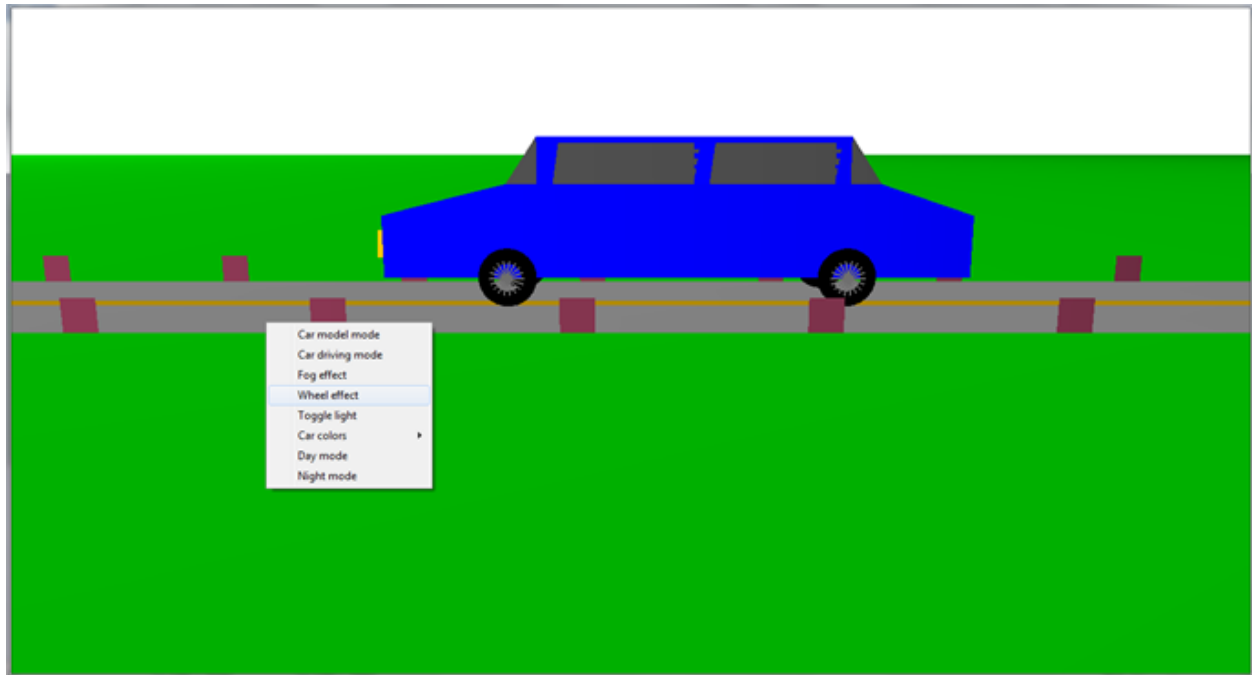 Car model mode
Car driving mode
Fog effect
Wheel effect
Toggle light
Car colors
Day mode
Night mode